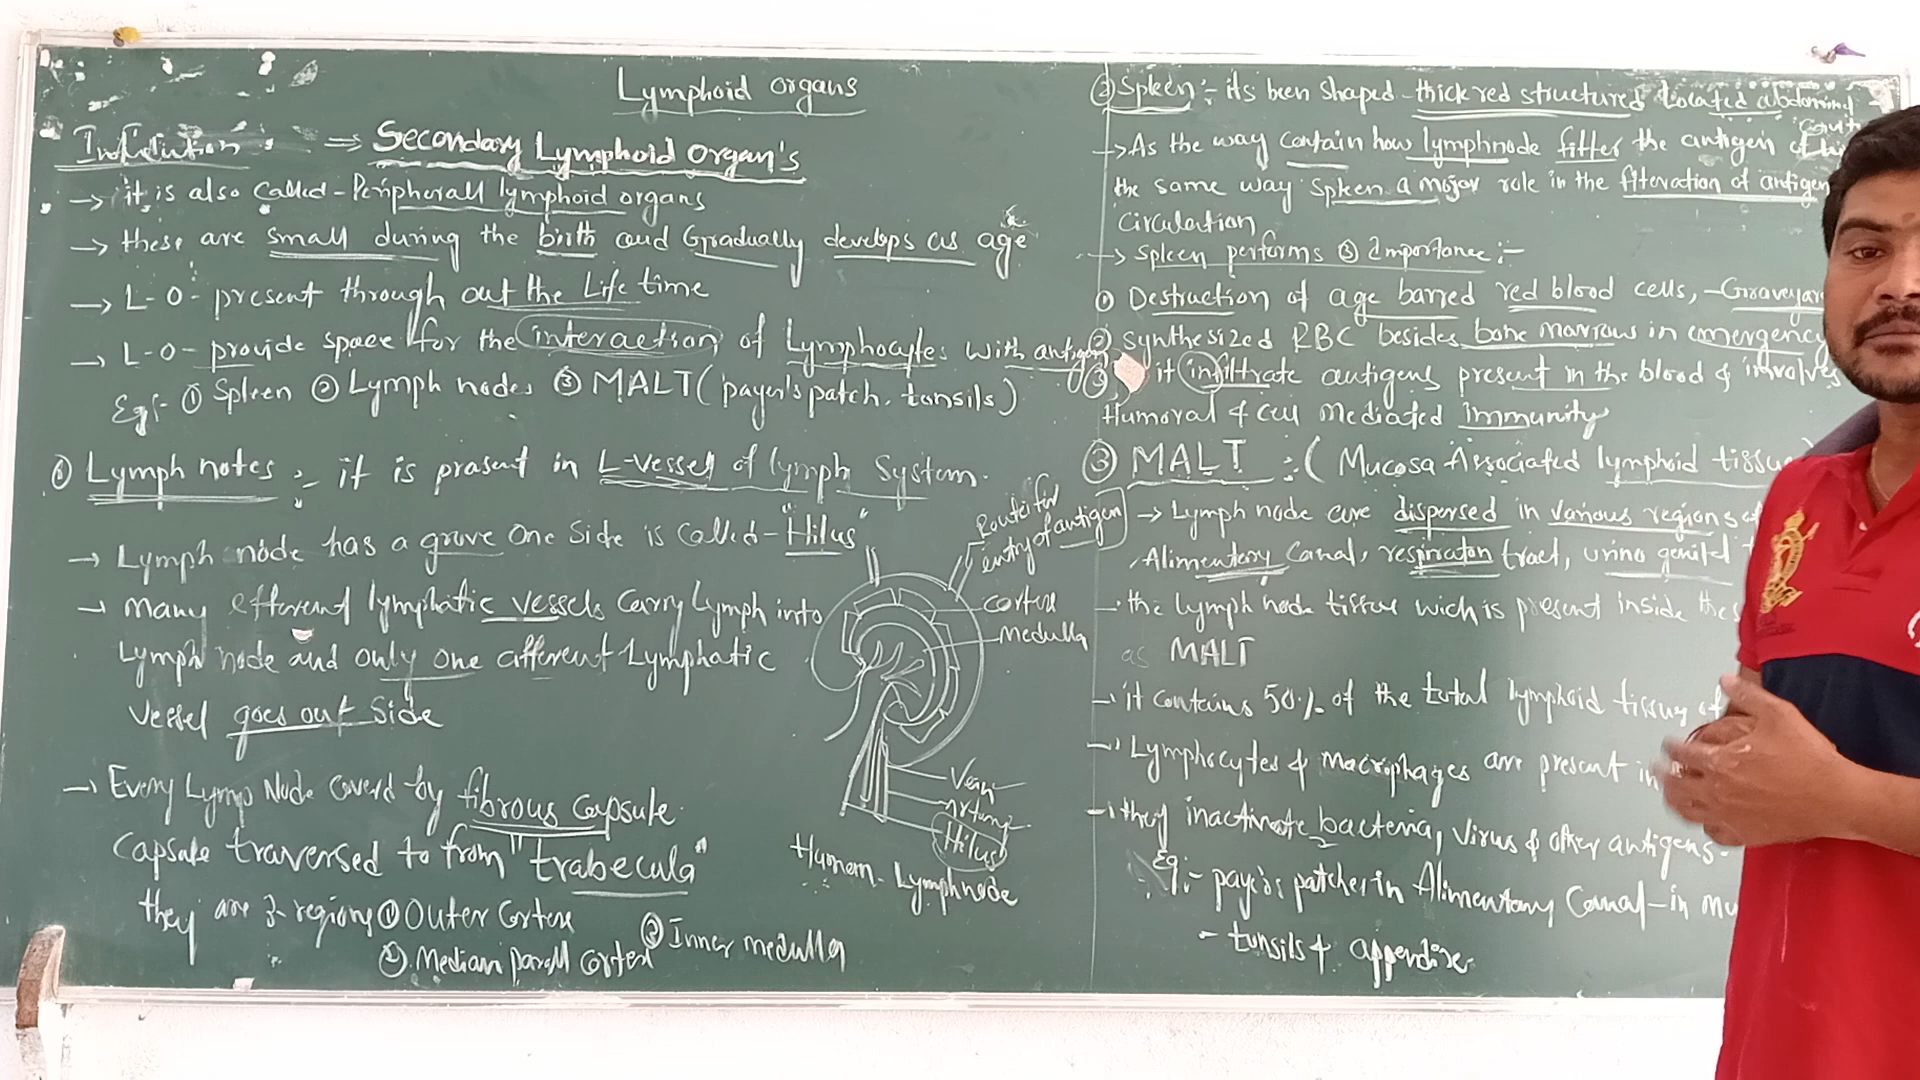 Lymphoid organs
⇒ Secondary Lymphoid Organ's
→ it is also called - Peripherall lymphoid organs
→ these are small during the birth and Gradually develops as age
→ L-O- present through out the Life time
→ L-O- provide space for the interaction of Lymphocytes with antigen
Eg:- ① Spleen ② Lymph nodes ③ MALT (payer's patch, tonsils)
① Lymph notes :- it is prasent in L-vessel of lymph System.
→ Lymph node has a grove One Side is Called - "Hilus"
→ many efferent lymphatic vessels Carry Lymph into
Lymph node and only one afferent Lymphatic
Vessel goes out Side
→ Every Lymp Node coverd by fibrous capsule.
Capsule traversed to from "trabecula"
they are 3- regions ① Outer Cortex
② Median parall Cortex ③ Inner medulla
Route for
entry of antigen
cortex
medulla
Vein
Artery
Hilus
Human - Lymphnode
② Spleen :- its been shaped - thick red structured Located abdoming
Cavity
→ As the way contain how lymphnode filter the antigen of
the same way Spleen a major role in the filteration of antigen
Circulation
→ Spleen performs ③ Importance :-
① Destruction of age barred red blood cells, - Graveyar
② Synthesized RBC besides bone marrow in emergency
③ it infiltrate antigens present in the blood & involves
Humoral & cell Mediated Immunity
③ MALT :- (Mucosa Associated lymphoid tissue)
→ Lymph node are dispersed in various regions of
Alimentary Canal, respiraton tract, urino genital
→ the lymph node tissue wich is present inside the
as MALT
→ it contains 50% of the total lymphoid tissue of
→ Lymphocytes & macrophages are present in
→ they inactivate bacteria, virus & other antigens.
Eg:- payer's patches in Alimentary Canal - in mu
- tonsils & appendix.